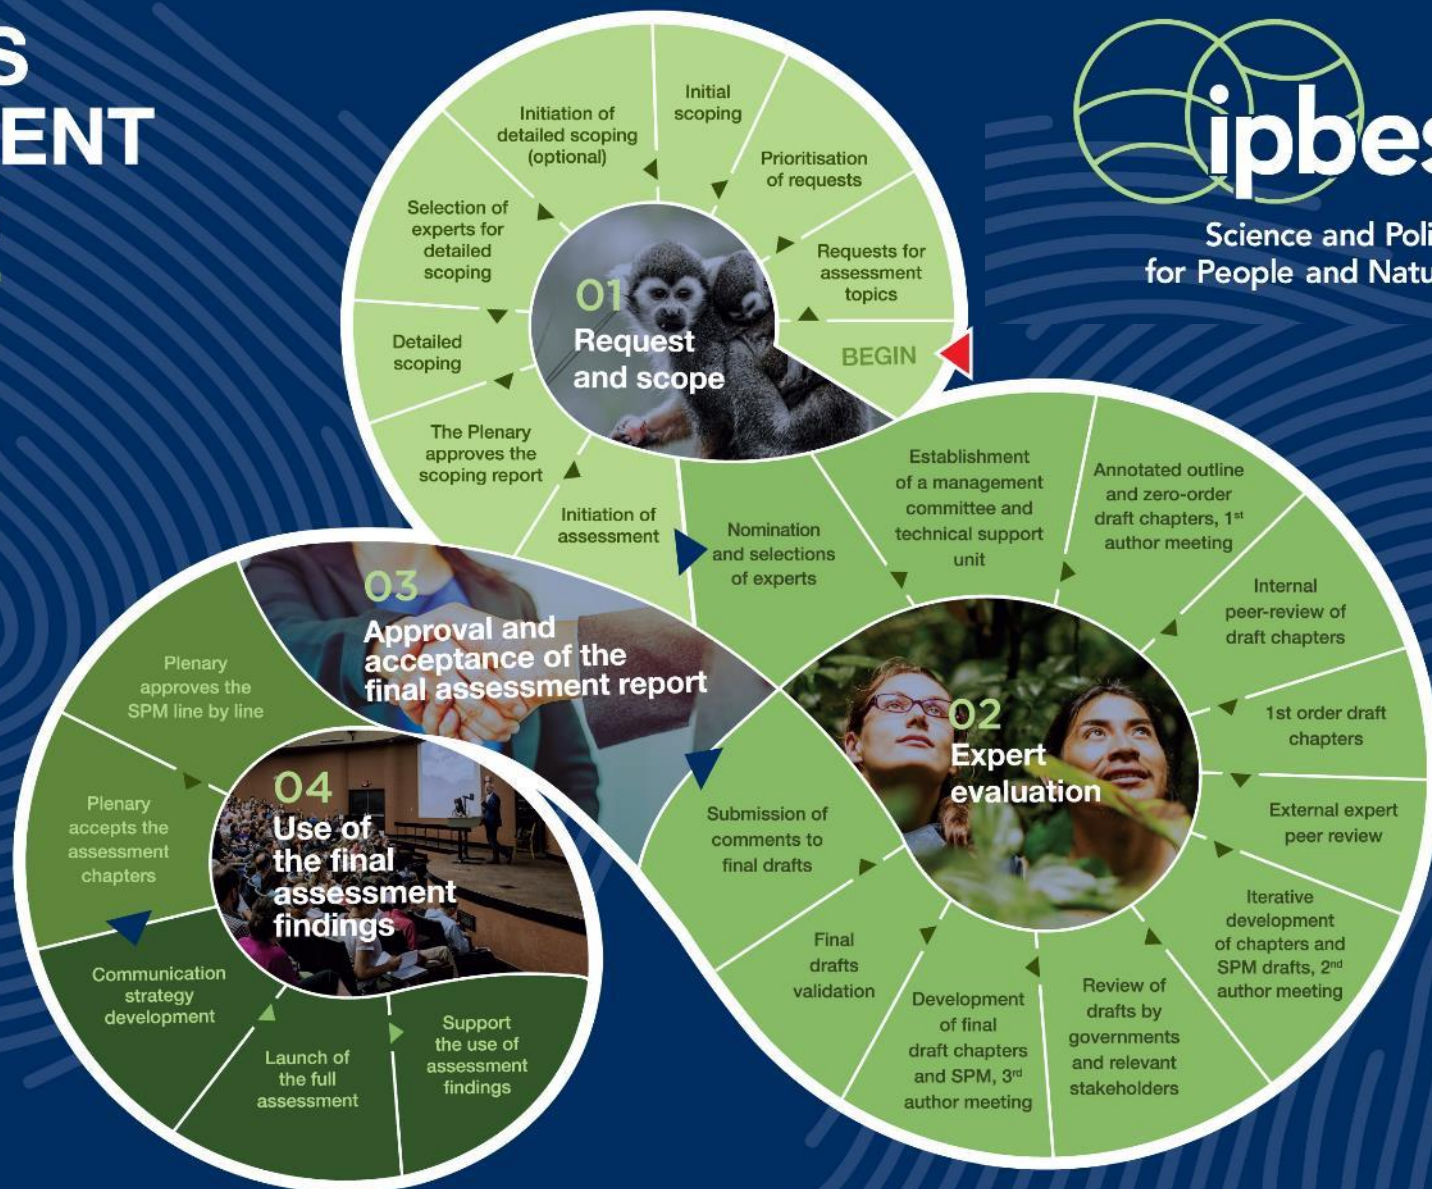 S
ENT
ipbes
Science and Poli
for People and Natu
BEGIN
Requests for
assessment
topics
Prioritisation
of requests
Initial
scoping
Initiation of
detailed scoping
(optional)
Selection of
experts for
detailed
scoping
Detailed
scoping
The Plenary
approves the
scoping report
Initiation of
assessment
01
Request
and scope
Nomination
and selections
of experts
Establishment
of a management
committee and
technical support
unit
Annotated outline
and zero-order
draft chapters, 1st
author meeting
Internal
peer-review of
draft chapters
1st order draft
chapters
External expert
peer review
Iterative
development
of chapters and
SPM drafts, 2nd
author meeting
Review of
drafts by
governments
and relevant
stakeholders
Development
of final
draft chapters
and SPM, 3rd
author meeting
Final
drafts
validation
Submission of
comments to
final drafts
02
Expert
evaluation
03
Approval and
acceptance of the
final assessment report
Plenary
approves the
SPM line by line
Plenary
accepts the
assessment
chapters
04
Use of
the final
assessment
findings
Communication
strategy
development
Launch of
the full
assessment
Support
the use of
assessment
findings